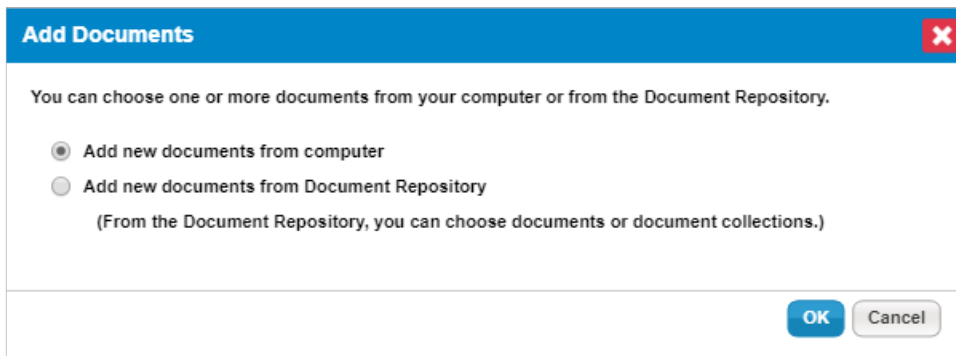 Add Documents
You can choose one or more documents from your computer or from the Document Repository.
Add new documents from computer
Add new documents from Document Repository
(From the Document Repository, you can choose documents or document collections.)
OK Cancel